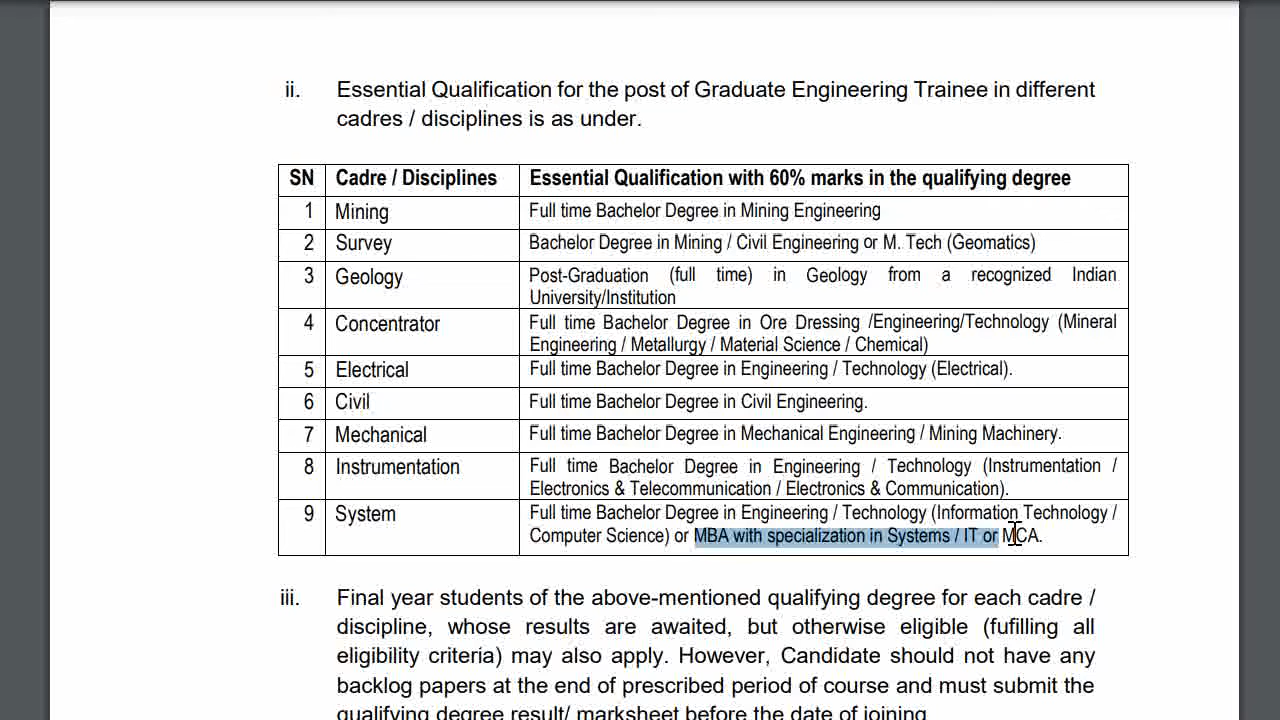 ii. Essential Qualification for the post of Graduate Engineering Trainee in different
cadres / disciplines is as under.
SN Cadre / Disciplines Essential Qualification with 60% marks in the qualifying degree
1 Mining Full time Bachelor Degree in Mining Engineering
2 Survey Bachelor Degree in Mining / Civil Engineering or M. Tech (Geomatics)
3 Geology Post-Graduation (full time) in Geology from a recognized Indian
University/Institution
4 Concentrator Full time Bachelor Degree in Ore Dressing /Engineering/Technology (Mineral
Engineering / Metallurgy / Material Science / Chemical)
5 Electrical Full time Bachelor Degree in Engineering / Technology (Electrical).
6 Civil Full time Bachelor Degree in Civil Engineering.
7 Mechanical Full time Bachelor Degree in Mechanical Engineering / Mining Machinery.
8 Instrumentation Full time Bachelor Degree in Engineering / Technology (Instrumentation /
Electronics & Telecommunication / Electronics & Communication).
9 System Full time Bachelor Degree in Engineering / Technology (Information Technology /
Computer Science) or MBA with specialization in Systems / IT or MCA.
iii. Final year students of the above-mentioned qualifying degree for each cadre /
discipline, whose results are awaited, but otherwise eligible (fufilling all
eligibility criteria) may also apply. However, Candidate should not have any
backlog papers at the end of prescribed period of course and must submit the
qualifying degree result/ marksheet before the date of joining